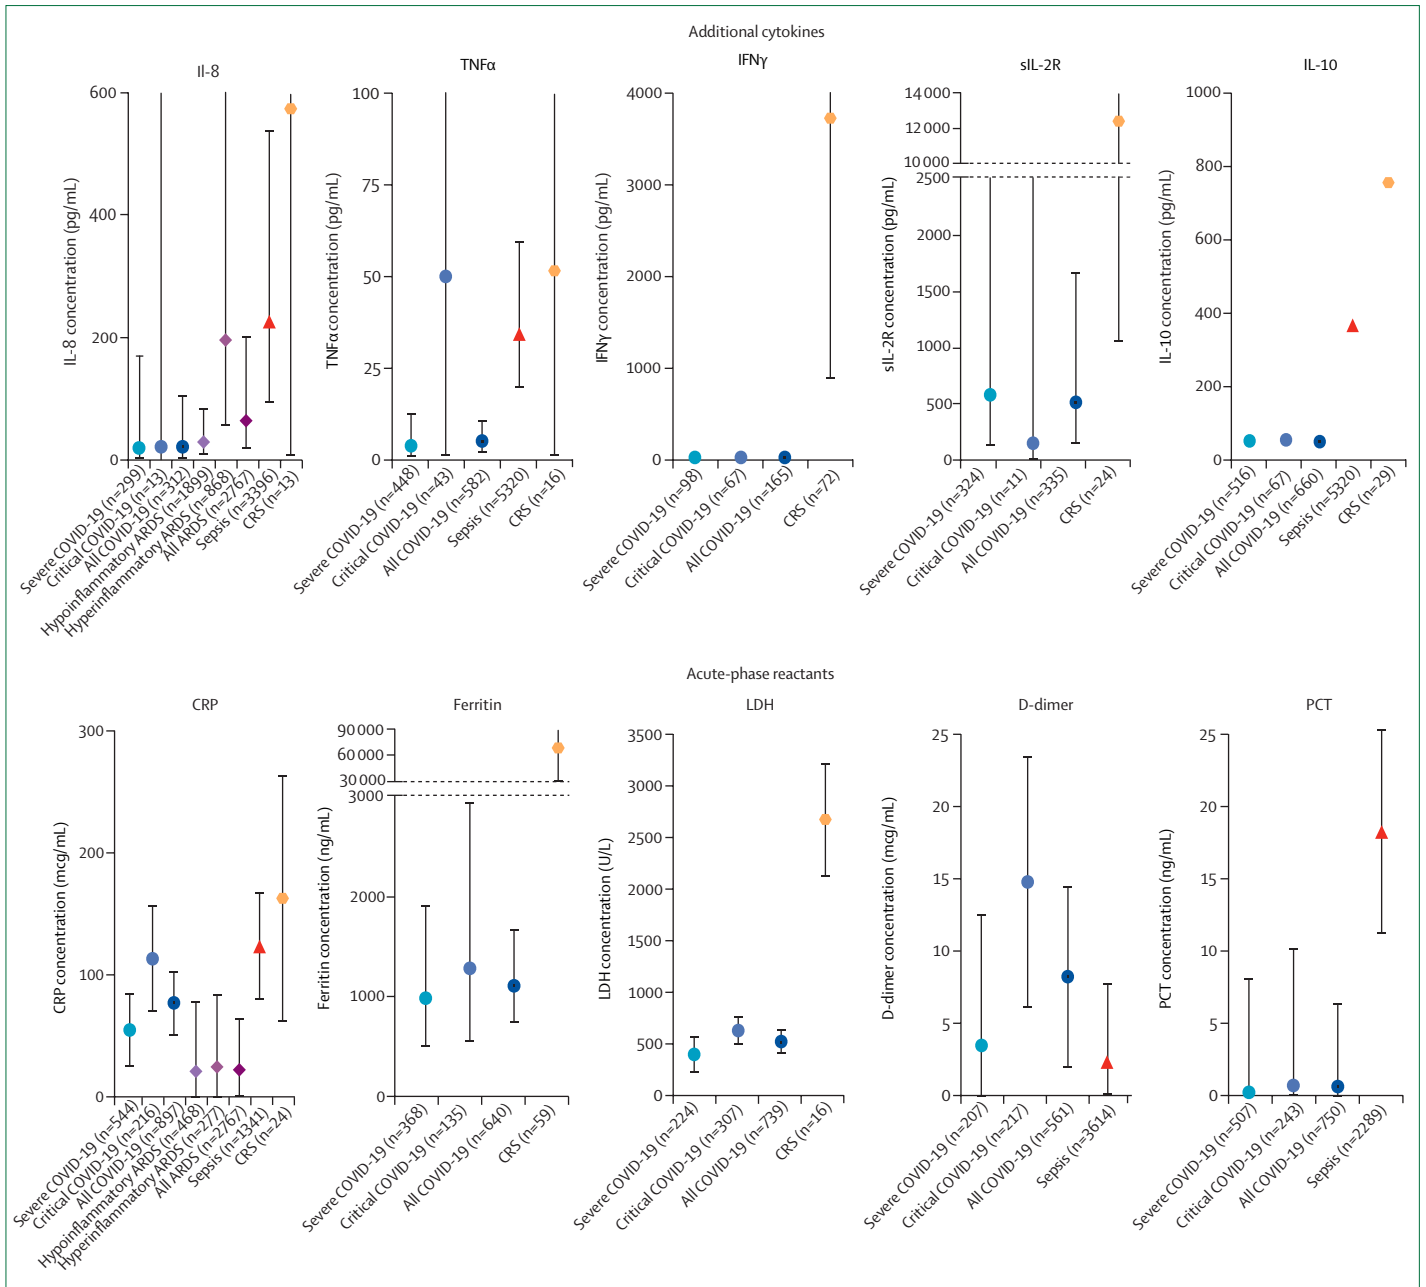 Additional cytokines
Il-8
TNFα
IFNγ
sIL-2R
IL-10
IL-8 concentration (pg/mL)
600
400
200
0
Severe COVID-19 (n=299)
Critical COVID-19 (n=13)
All COVID-19 (n=312)
Hypoinflammatory ARDS (n=1899)
Hyperinflammatory ARDS (n=868)
All ARDS (n=2767)
Sepsis (n=3396)
CRS (n=13)
TNFα concentration (pg/mL)
100
75
50
25
0
Severe COVID-19 (n=448)
Critical COVID-19 (n=43)
All COVID-19 (n=582)
Sepsis (n=5320)
CRS (n=16)
IFNγ concentration (pg/mL)
4000
3000
2000
1000
0
Severe COVID-19 (n=98)
Critical COVID-19 (n=67)
All COVID-19 (n=165)
CRS (n=72)
sIL-2R concentration (pg/mL)
14 000
12 000
10 000
2500
2000
1500
1000
500
0
Severe COVID-19 (n=324)
Critical COVID-19 (n=11)
All COVID-19 (n=335)
CRS (n=24)
IL-10 concentration (pg/mL)
1000
800
600
400
200
0
Severe COVID-19 (n=516)
Critical COVID-19 (n=67)
All COVID-19 (n=660)
Sepsis (n=5320)
CRS (n=29)
Acute-phase reactants
CRP
Ferritin
LDH
D-dimer
PCT
CRP concentration (mcg/mL)
300
200
100
0
Severe COVID-19 (n=544)
Critical COVID-19 (n=216)
All COVID-19 (n=897)
Hypoinflammatory ARDS (n=468)
Hyperinflammatory ARDS (n=277)
All ARDS (n=2767)
Sepsis (n=1341)
CRS (n=24)
Ferritin concentration (ng/mL)
90 000
60 000
30 000
3000
2000
1000
0
Severe COVID-19 (n=368)
Critical COVID-19 (n=135)
All COVID-19 (n=640)
CRS (n=59)
LDH concentration (U/L)
3500
3000
2500
2000
1500
1000
500
0
Severe COVID-19 (n=224)
Critical COVID-19 (n=307)
All COVID-19 (n=739)
CRS (n=16)
D-dimer concentration (mcg/mL)
25
20
15
10
5
0
Severe COVID-19 (n=207)
Critical COVID-19 (n=217)
All COVID-19 (n=561)
Sepsis (n=3614)
PCT concentration (ng/mL)
25
20
15
10
5
0
Severe COVID-19 (n=507)
Critical COVID-19 (n=243)
All COVID-19 (n=750)
Sepsis (n=2289)